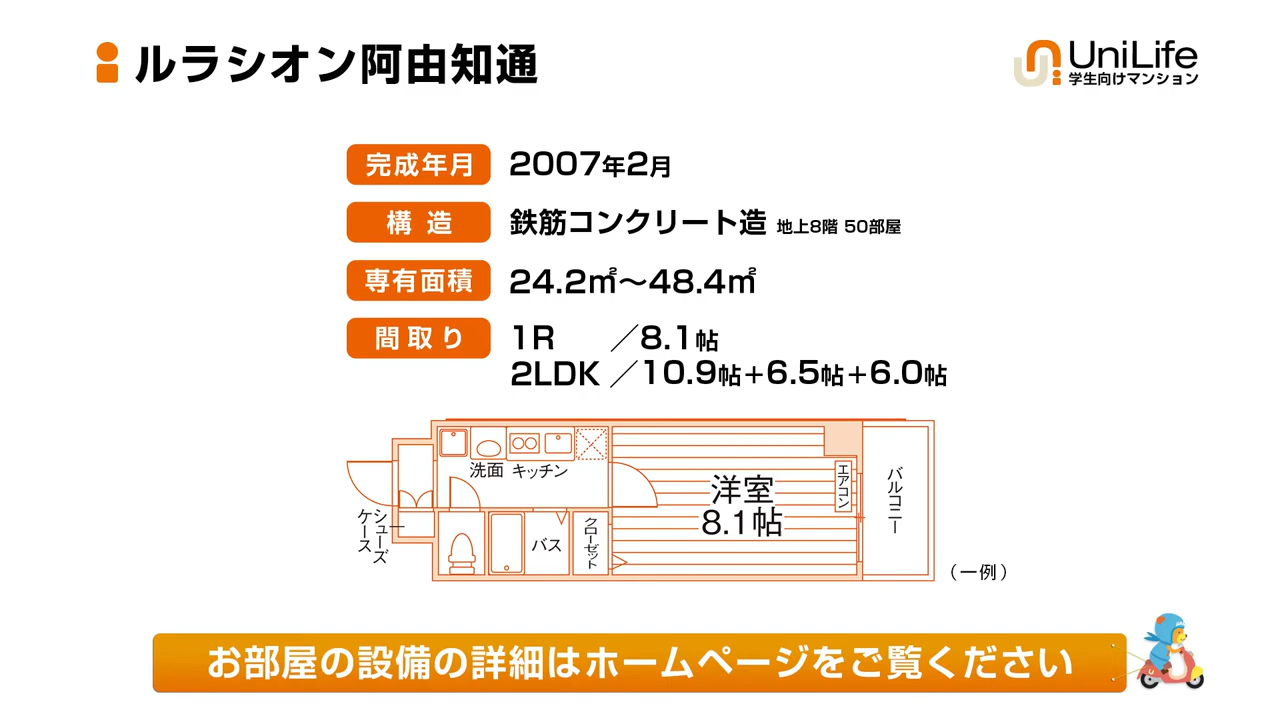 ルラシオン阿由知通
UniLife
学生向けマンション
完成年月 2007年2月
構造 鉄筋コンクリート造 地上8階 50部屋
専有面積 24.2㎡〜48.4㎡
間取り 1R ／8.1帖
2LDK ／10.9帖+6.5帖+6.0帖
洗面 キッチン
洋室
8.1帖
エアコン
バルコニー
シューズ
ケース
バス
クローゼット
（一例）
お部屋の設備の詳細はホームページをご覧ください